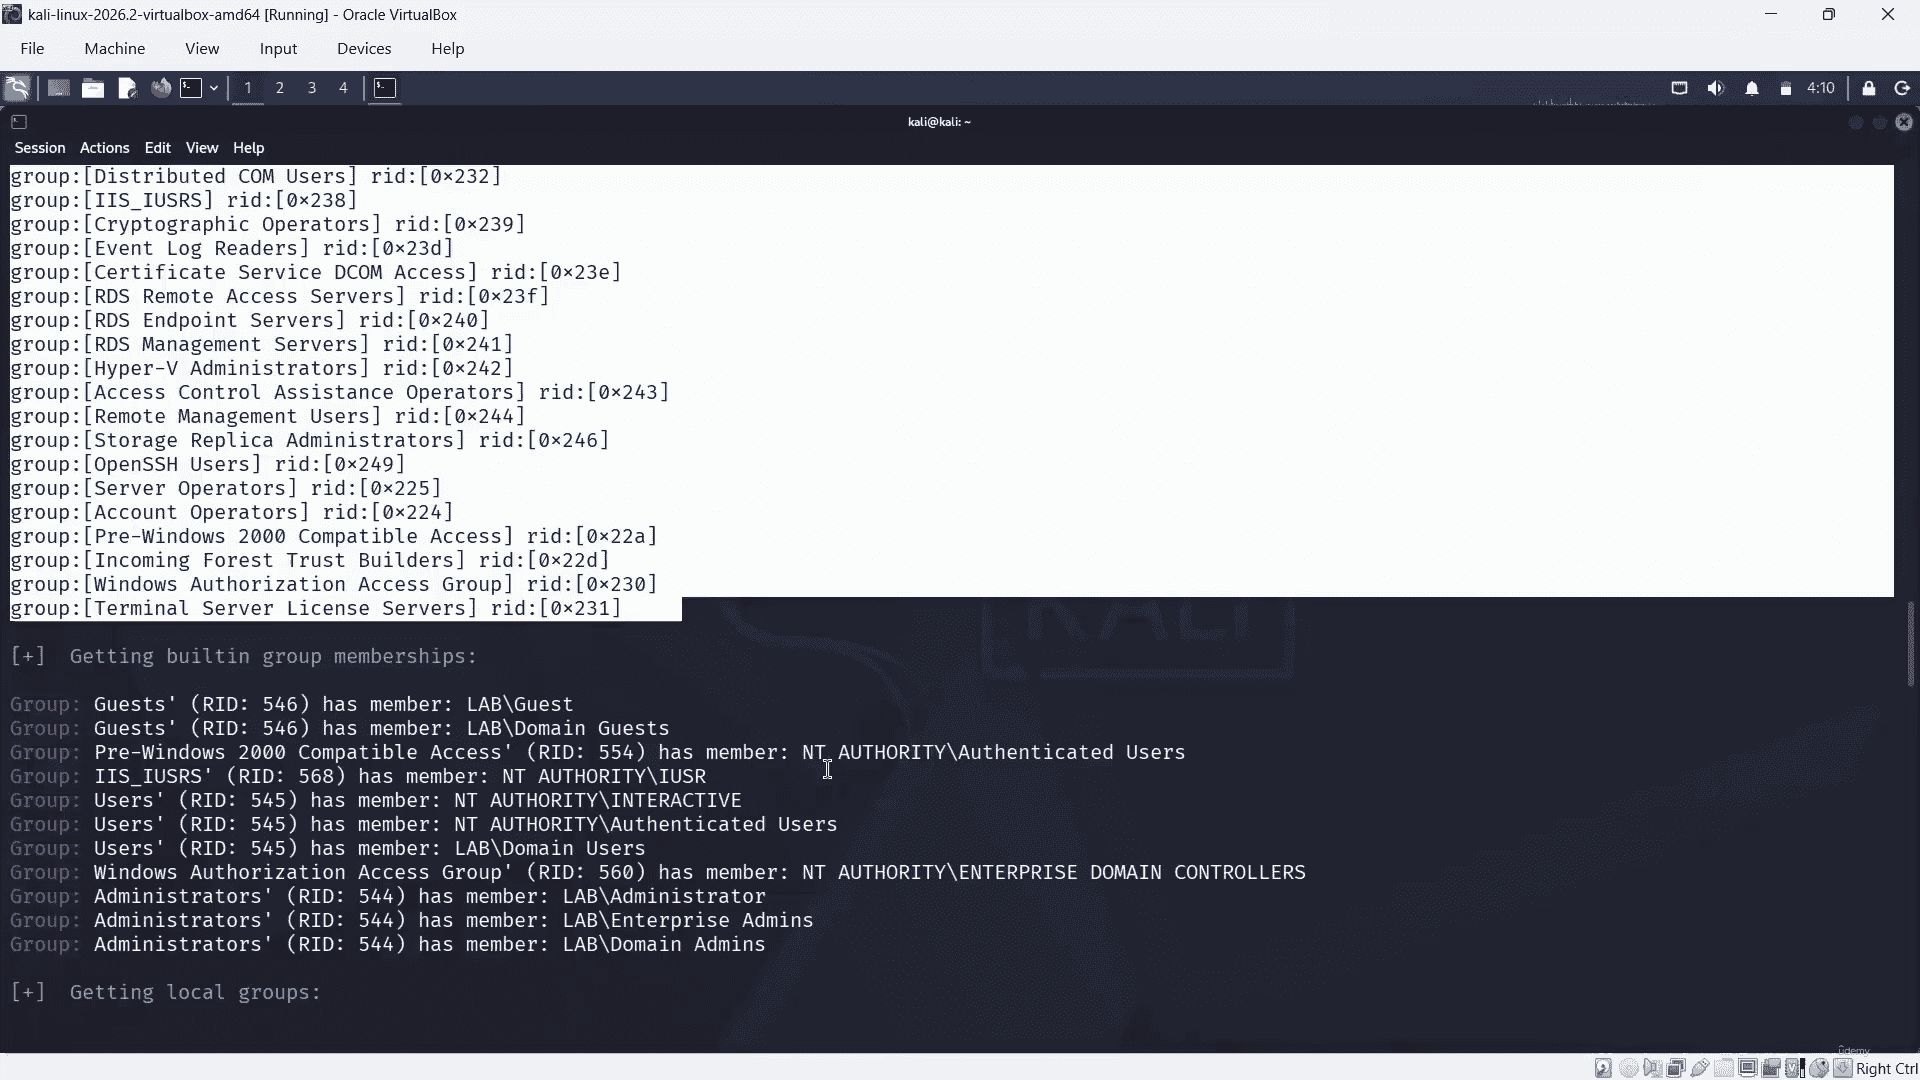 kali-linux-2026.2-virtualbox-amd64 [Running] - Oracle VirtualBox
File Machine View Input Devices Help
1 2 3 4 4:10
kali@kali: ~
Session Actions Edit View Help
group:[Distributed COM Users] rid:[0×232]
group:[IIS_IUSRS] rid:[0×238]
group:[Cryptographic Operators] rid:[0×239]
group:[Event Log Readers] rid:[0×23d]
group:[Certificate Service DCOM Access] rid:[0×23e]
group:[RDS Remote Access Servers] rid:[0×23f]
group:[RDS Endpoint Servers] rid:[0×240]
group:[RDS Management Servers] rid:[0×241]
group:[Hyper-V Administrators] rid:[0×242]
group:[Access Control Assistance Operators] rid:[0×243]
group:[Remote Management Users] rid:[0×244]
group:[Storage Replica Administrators] rid:[0×246]
group:[OpenSSH Users] rid:[0×249]
group:[Server Operators] rid:[0×225]
group:[Account Operators] rid:[0×224]
group:[Pre-Windows 2000 Compatible Access] rid:[0×22a]
group:[Incoming Forest Trust Builders] rid:[0×22d]
group:[Windows Authorization Access Group] rid:[0×230]
group:[Terminal Server License Servers] rid:[0×231]
KALI
[+] Getting builtin group memberships:
Group: Guests' (RID: 546) has member: LAB\Guest
Group: Guests' (RID: 546) has member: LAB\Domain Guests
Group: Pre-Windows 2000 Compatible Access' (RID: 554) has member: NT AUTHORITY\Authenticated Users
Group: IIS_IUSRS' (RID: 568) has member: NT AUTHORITY\IUSR
Group: Users' (RID: 545) has member: NT AUTHORITY\INTERACTIVE
Group: Users' (RID: 545) has member: NT AUTHORITY\Authenticated Users
Group: Users' (RID: 545) has member: LAB\Domain Users
Group: Windows Authorization Access Group' (RID: 560) has member: NT AUTHORITY\ENTERPRISE DOMAIN CONTROLLERS
Group: Administrators' (RID: 544) has member: LAB\Administrator
Group: Administrators' (RID: 544) has member: LAB\Enterprise Admins
Group: Administrators' (RID: 544) has member: LAB\Domain Admins
[+] Getting local groups:
ûdemy
Right Ctrl